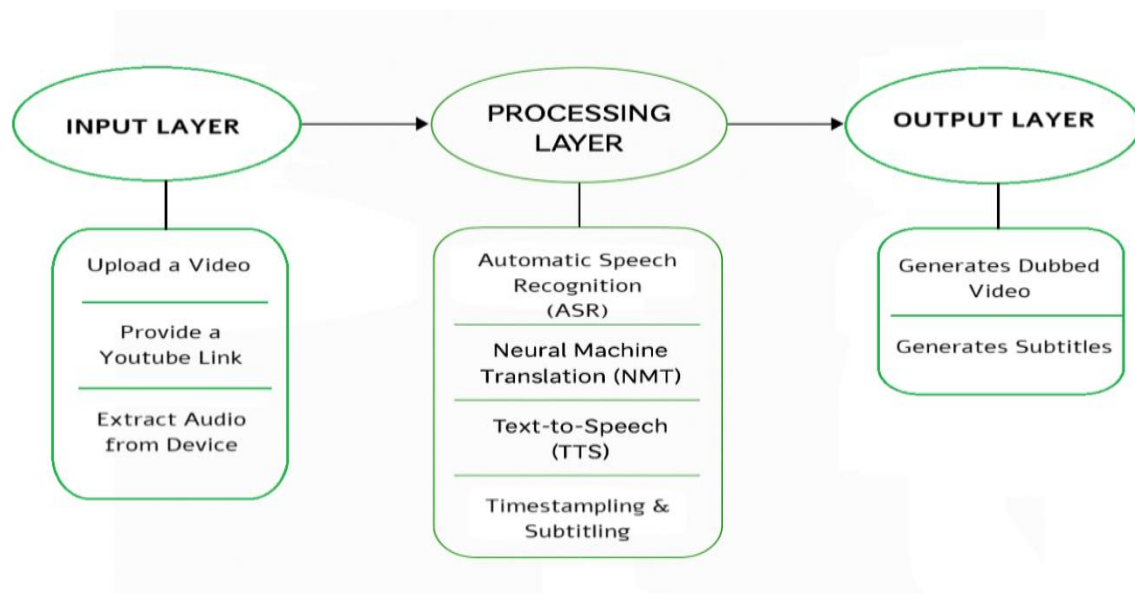 INPUT LAYER
PROCESSING
LAYER
OUTPUT LAYER
Upload a Video
Provide a
Youtube Link
Extract Audio
from Device
Automatic Speech
Recognition
(ASR)
Neural Machine
Translation (NMT)
Text-to-Speech
(TTS)
Timestampling &
Subtitling
Generates Dubbed
Video
Generates Subtitles